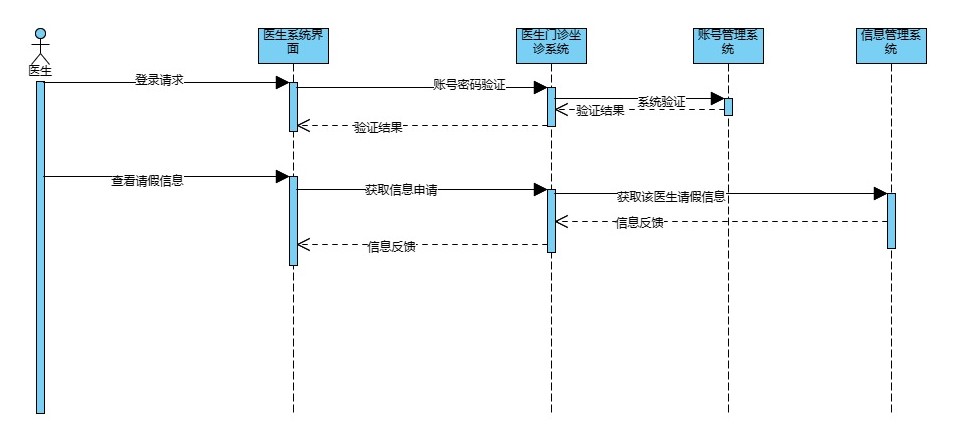 医生系统界
面
医生门诊坐
诊系统
账号管理系
统
信息管理系
统
医生
登录请求
账号密码验证
系统验证
验证结果
验证结果
查看请假信息
获取信息申请
获取该医生请假信息
信息反馈
信息反馈